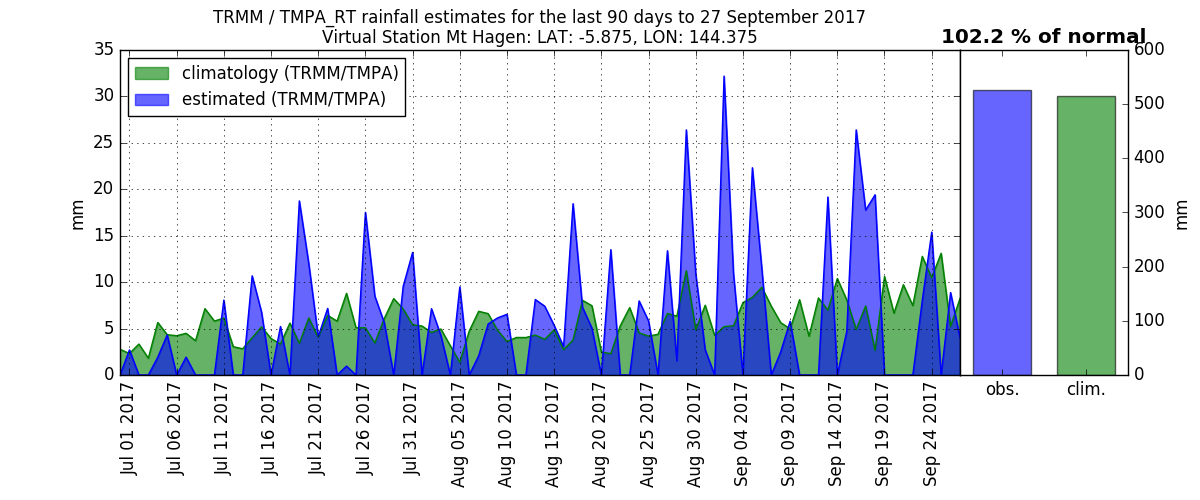 TRMM / TMPA_RT rainfall estimates for the last 90 days to 27 September 2017
Virtual Station Mt Hagen: LAT: -5.875, LON: 144.375
102.2 % of normal
climatology (TRMM/TMPA)
estimated (TRMM/TMPA)
35
30
25
20
15
10
5
0
mm
Jul 01 2017
Jul 06 2017
Jul 11 2017
Jul 16 2017
Jul 21 2017
Jul 26 2017
Jul 31 2017
Aug 05 2017
Aug 10 2017
Aug 15 2017
Aug 20 2017
Aug 25 2017
Aug 30 2017
Sep 04 2017
Sep 09 2017
Sep 14 2017
Sep 19 2017
Sep 24 2017
600
500
400
300
200
100
0
mm
obs.
clim.